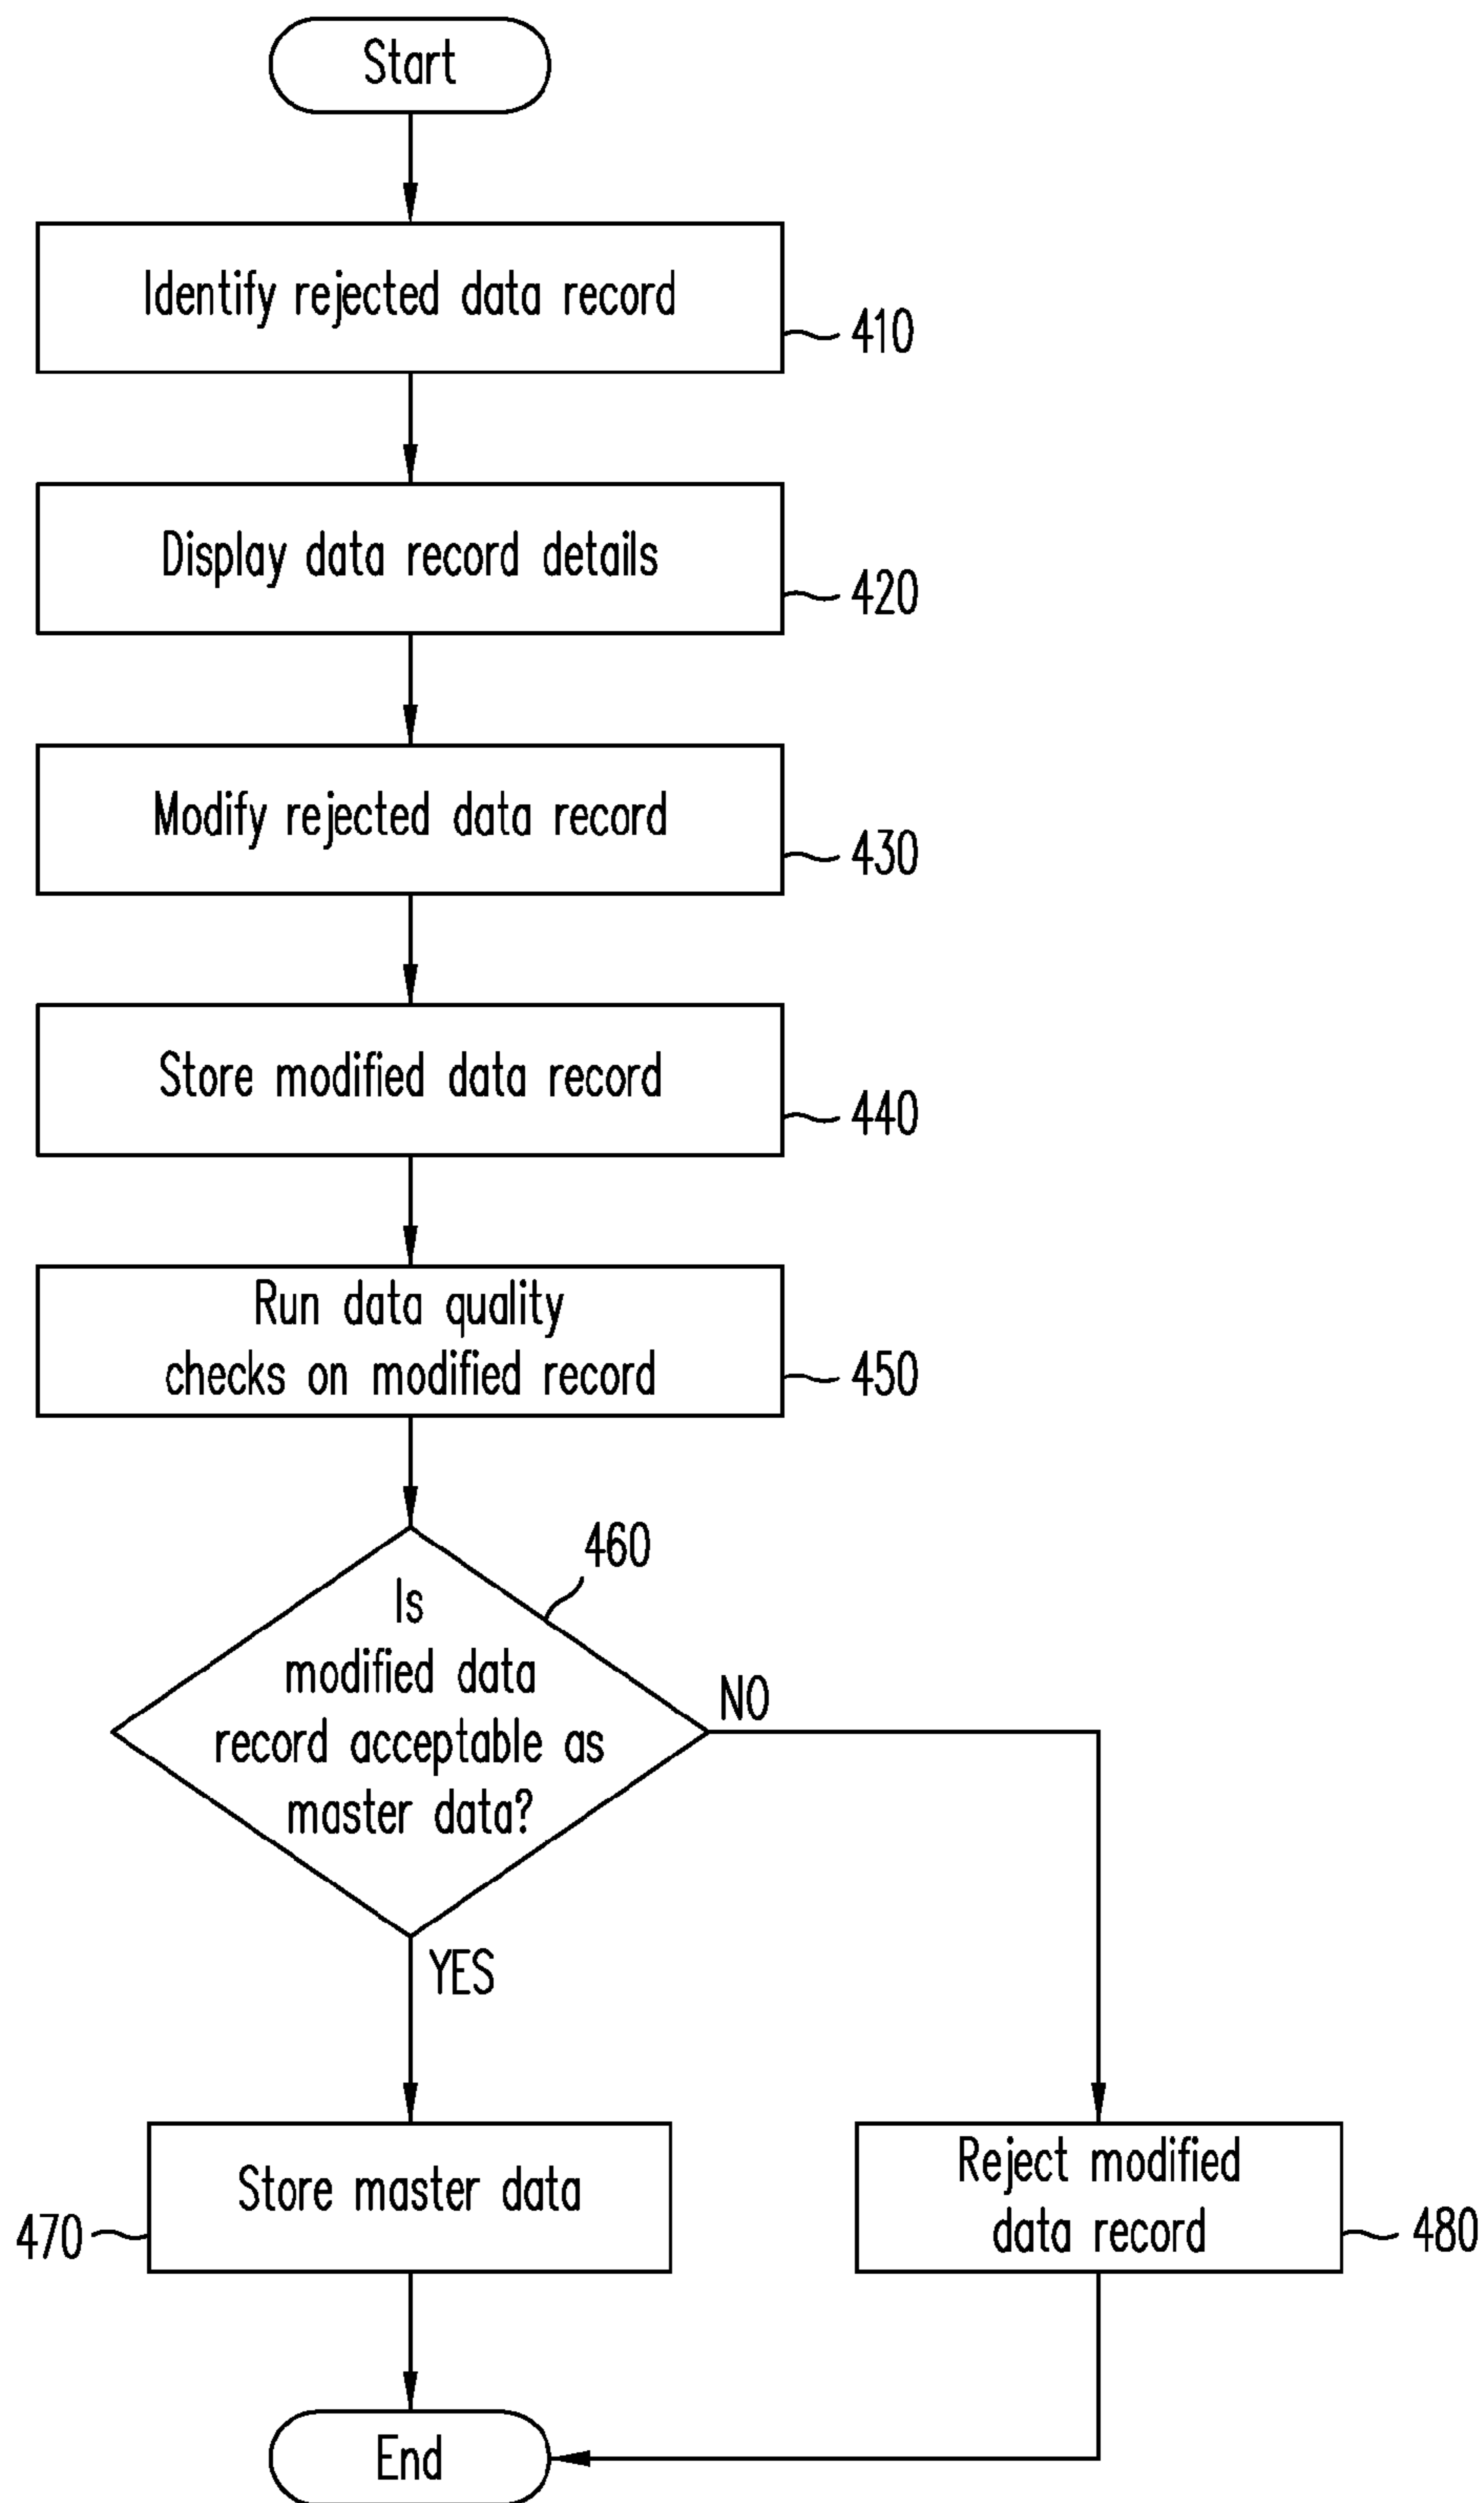 Start
Identify rejected data record
410
Display data record details
420
Modify rejected data record
430
Store modified data record
440
Run data quality
checks on modified record
450
460
Is
modified data
record acceptable as
master data?
NO
YES
Store master data
470
Reject modified
data record
480
End